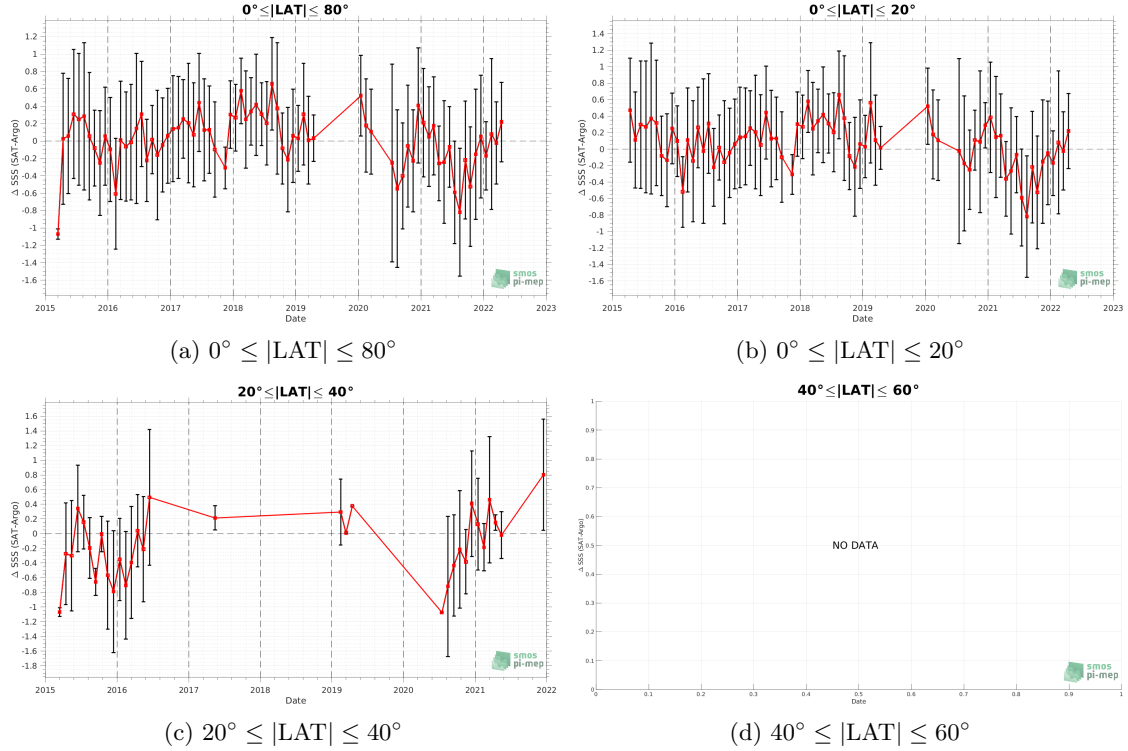 0°≤|LAT|≤ 80°
Δ SSS (SAT-Argo)
1.2
1
0.8
0.6
0.4
0.2
0
-0.2
-0.4
-0.6
-0.8
-1
-1.2
-1.4
-1.6
2015 2016 2017 2018 2019 2020 2021 2022 2023
Date
smos
pi-mep
(a) 0° ≤ |LAT| ≤ 80°
0°≤|LAT|≤ 20°
Δ SSS (SAT-Argo)
1.4
1.2
1
0.8
0.6
0.4
0.2
0
-0.2
-0.4
-0.6
-0.8
-1
-1.2
-1.4
-1.6
2015 2016 2017 2018 2019 2020 2021 2022 2023
Date
smos
pi-mep
(b) 0° ≤ |LAT| ≤ 20°
20°≤|LAT|≤ 40°
Δ SSS (SAT-Argo)
1.6
1.4
1.2
1
0.8
0.6
0.4
0.2
0
-0.2
-0.4
-0.6
-0.8
-1
-1.2
-1.4
-1.6
-1.8
2015 2016 2017 2018 2019 2020 2021 2022
Date
smos
pi-mep
(c) 20° ≤ |LAT| ≤ 40°
40°≤|LAT|≤ 60°
Δ SSS (SAT-Argo)
1
0.9
0.8
0.7
0.6
0.5
0.4
0.3
0.2
0.1
0
NO DATA
0 0.1 0.2 0.3 0.4 0.5 0.6 0.7 0.8 0.9 1
Date
smos
pi-mep
(d) 40° ≤ |LAT| ≤ 60°